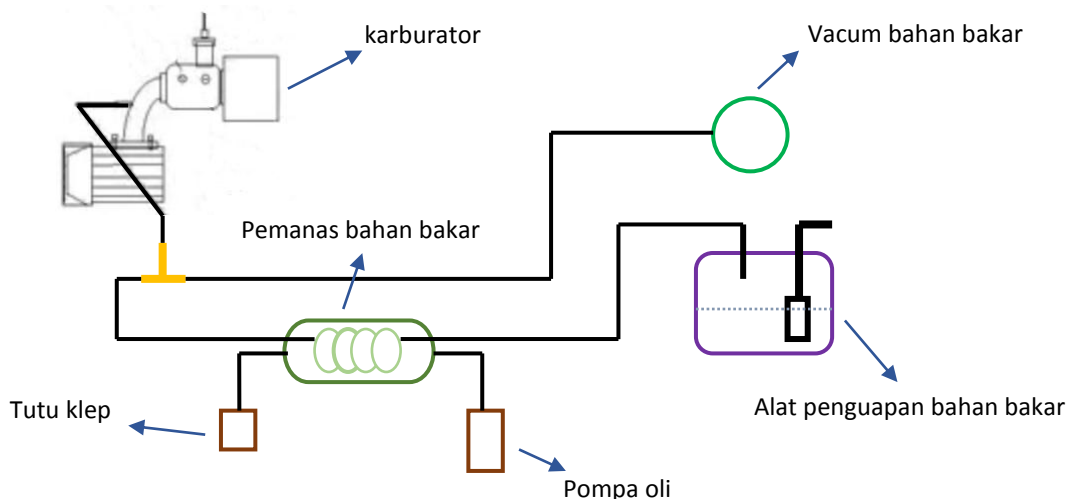 karburator
Vacum bahan bakar
Pemanas bahan bakar
Tutu klep
Alat penguapan bahan bakar
Pompa oli